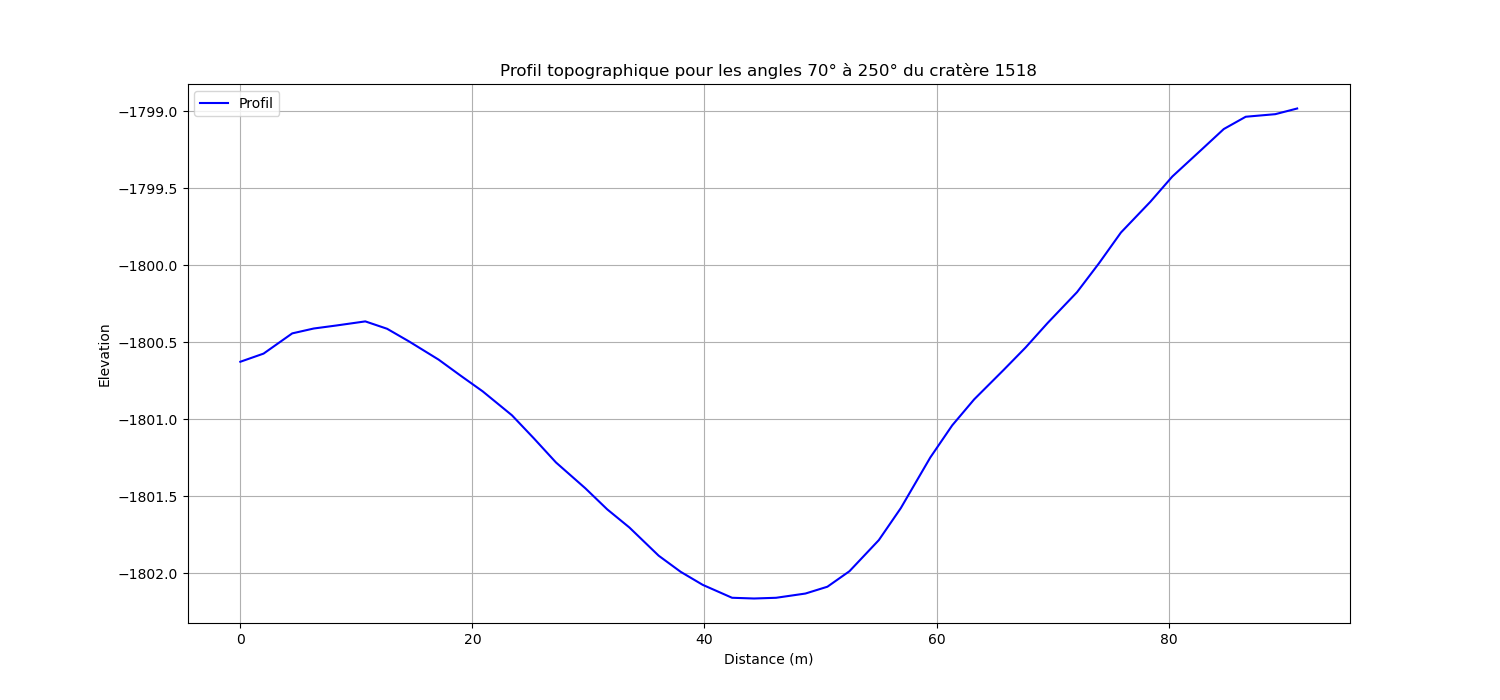 Profil topographique pour les angles 70° à 250° du cratère 1518
Profil
−1799.0
−1799.5
−1800.0
−1800.5
−1801.0
−1801.5
−1802.0
Elevation
0 20 40 60 80
Distance (m)